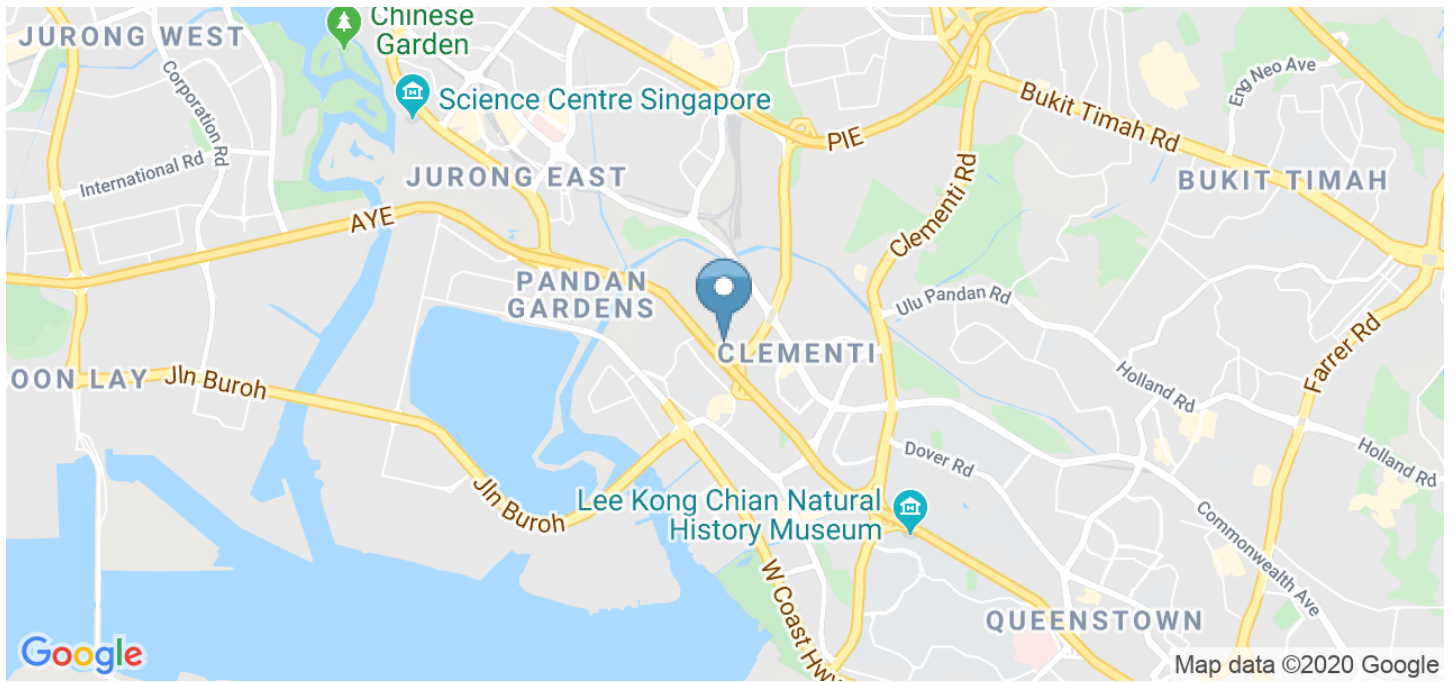 Chinese
Garden
JURONG WEST
Corporation Rd
Eng Neo Ave
Science Centre Singapore
Bukit Timah Rd
PIE
International Rd
JURONG EAST
BUKIT TIMAH
Clementi Rd
AYE
PANDAN
GARDENS
Ulu Pandan Rd
CLEMENTI
Farrer Rd
OON LAY
Jln Buroh
Holland Rd
Dover Rd
Holland Rd
Jln Buroh
Lee Kong Chian Natural
History Museum
Commonwealth Ave
W Coast Hwy
QUEENSTOWN
Google
Map data ©2020 Google